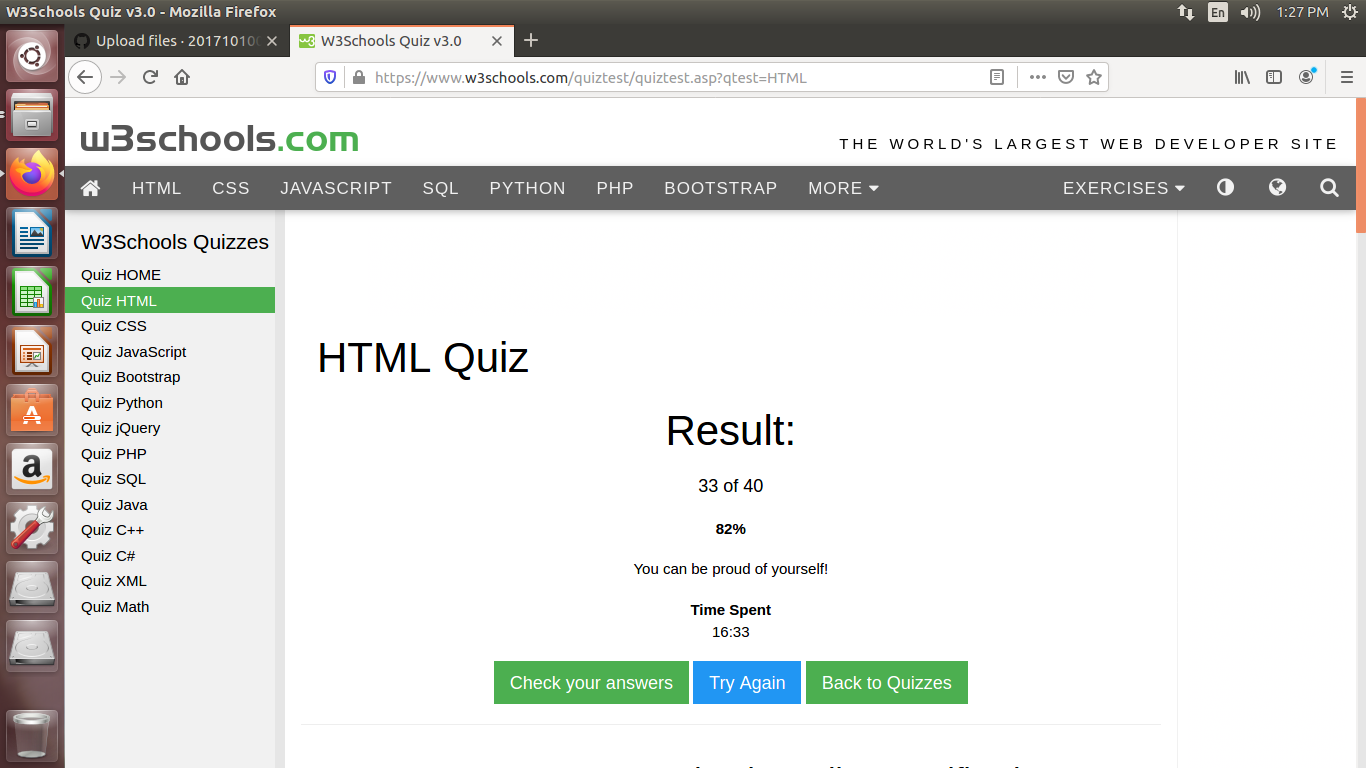 W3Schools Quiz v3.0 - Mozilla Firefox
En
1:27 PM
Upload files · 201710100
W3Schools Quiz v3.0
https://www.w3schools.com/quiztest/quiztest.asp?qtest=HTML
w3schools.com
THE WORLD'S LARGEST WEB DEVELOPER SITE
HTML CSS JAVASCRIPT SQL PYTHON PHP BOOTSTRAP MORE EXERCISES
W3Schools Quizzes
Quiz HOME
Quiz HTML
Quiz CSS
Quiz JavaScript
Quiz Bootstrap
Quiz Python
Quiz jQuery
Quiz PHP
Quiz SQL
Quiz Java
Quiz C++
Quiz C#
Quiz XML
Quiz Math
HTML Quiz
Result:
33 of 40
82%
You can be proud of yourself!
Time Spent
16:33
Check your answers
Try Again
Back to Quizzes